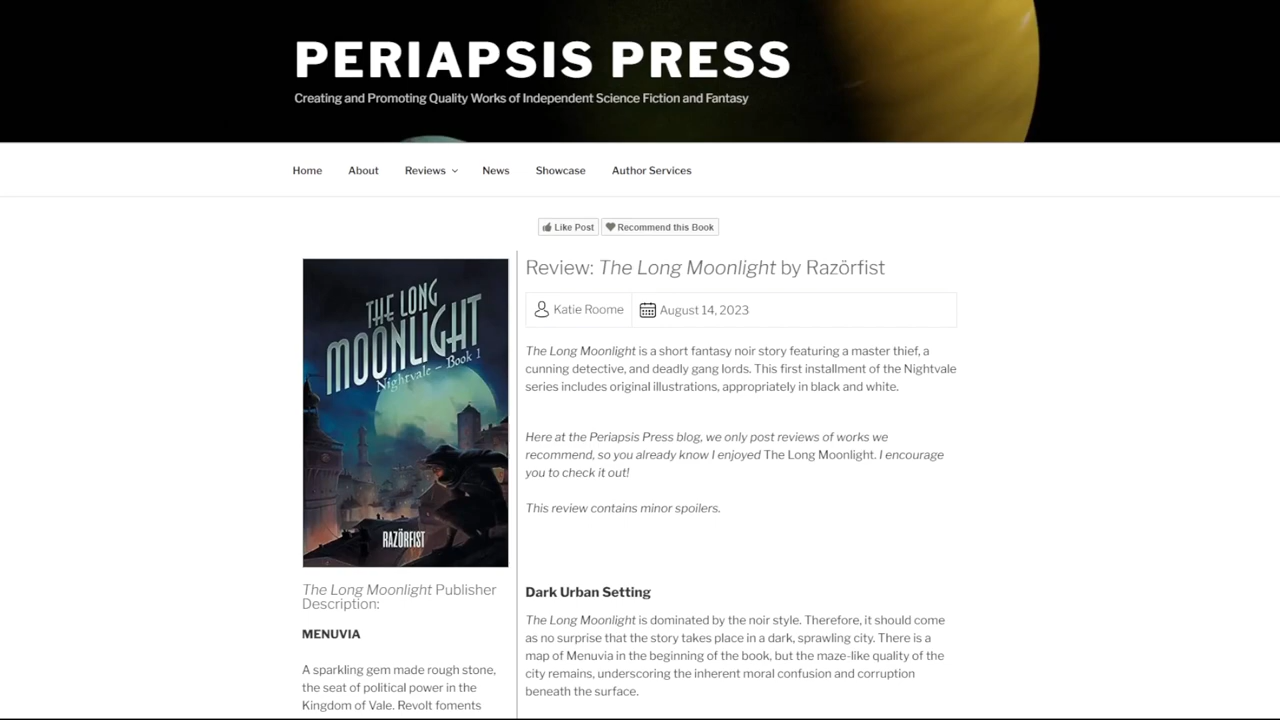 PERIAPSIS PRESS
Creating and Promoting Quality Works of Independent Science Fiction and Fantasy
Home About Reviews News Showcase Author Services
Like Post Recommend this Book
THE LONG
MOONLIGHT
Nightvale – Book 1
RAZÖRFIST
The Long Moonlight Publisher
Description:
MENUVIA
A sparkling gem made rough stone,
the seat of political power in the
Kingdom of Vale. Revolt foments
Review: The Long Moonlight by Razörfist
Katie Roome August 14, 2023
The Long Moonlight is a short fantasy noir story featuring a master thief, a
cunning detective, and deadly gang lords. This first installment of the Nightvale
series includes original illustrations, appropriately in black and white.
Here at the Periapsis Press blog, we only post reviews of works we
recommend, so you already know I enjoyed The Long Moonlight. I encourage
you to check it out!
This review contains minor spoilers.
Dark Urban Setting
The Long Moonlight is dominated by the noir style. Therefore, it should come
as no surprise that the story takes place in a dark, sprawling city. There is a
map of Menuvia in the beginning of the book, but the maze-like quality of the
city remains, underscoring the inherent moral confusion and corruption
beneath the surface.